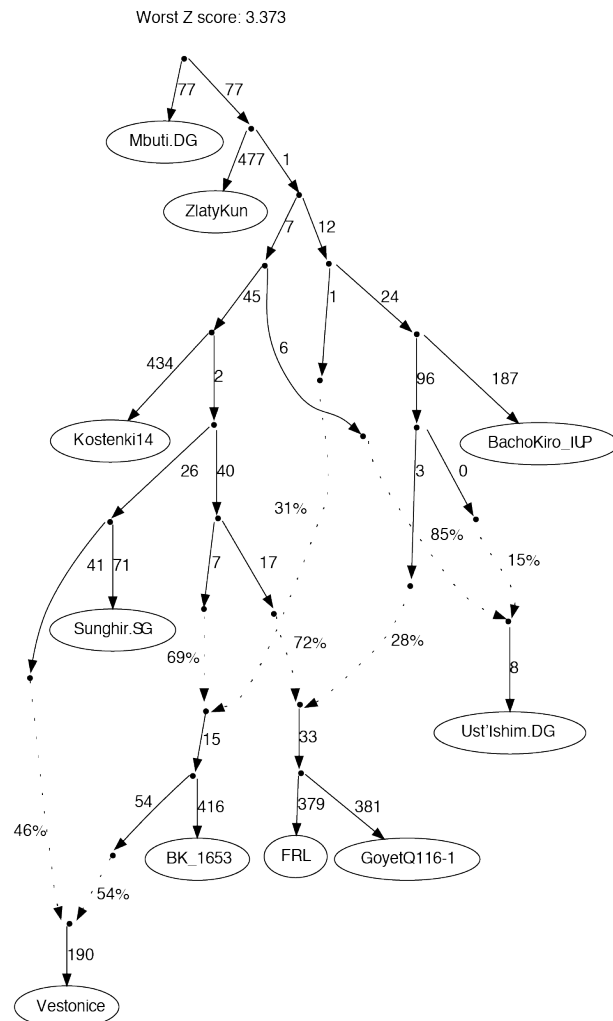 Worst Z score: 3.373
77 77
Mbuti.DG
477 1
ZlatyKun
7 12
45 1 24
6
434 2 96 187
Kostenki14
BachoKiro_IUP
26 40 3 0
31% 85%
41 71 7 17 15%
Sunghir.SG
69% 72% 28%
8
Ust'Ishim.DG
15 33
54 416 379 381
46%
BK_1653 FRL GoyetQ116-1
54%
190
Vestonice